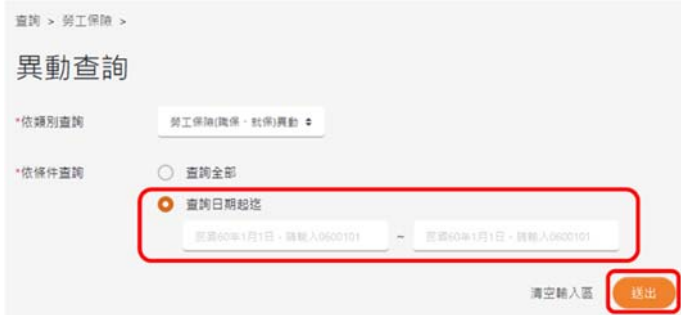 查詢 > 勞工保險 >
異動查詢
*依類別查詢
勞工保險(職保、就保)異動
*依條件查詢
查詢全部
查詢日期起迄
民國60年1月1日，請輸入0600101 ~ 民國60年1月1日，請輸入0600101
清空輸入區 送出